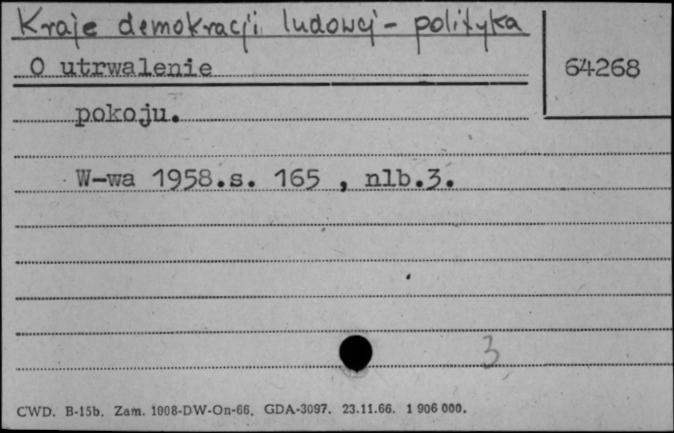 Kraje demokracji ludowej - polityka
O utrwalenie
64268
pokoju.
W-wa 1958.s. 165 , nlb.3.
3
CWD. B-15b. Zam. 1908-DW-On-66. GDA-3097. 23.11.66. 1 906 000.